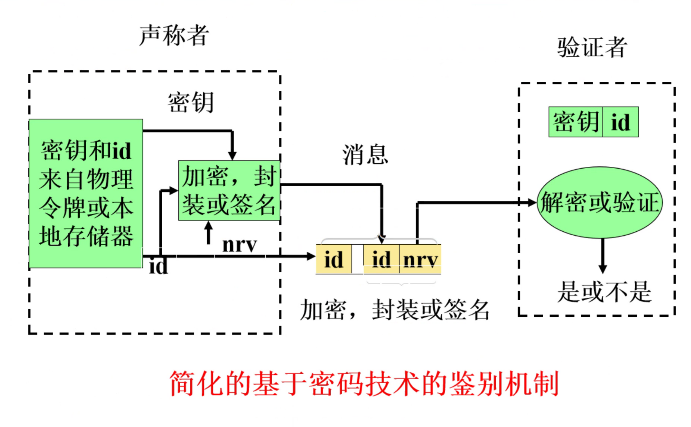 声称者
验证者
密钥
密钥和id
来自物理
令牌或本
地存储器
加密，封
装或签名
nrv
id
消息
id id nrv
加密，封装或签名
密钥 id
解密或验证
是或不是
简化的基于密码技术的鉴别机制